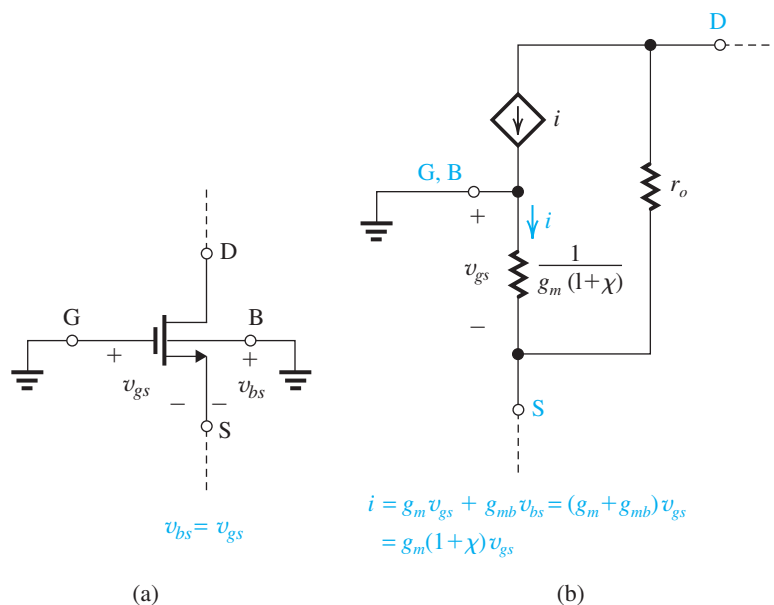 D
G
B
+
v_gs
−
−
+
v_bs
S
v_bs = v_gs
(a)
D
i
G, B
+
i
r_o
v_gs
1
g_m (1+χ)
−
S
i = g_m v_gs + g_mb v_bs = (g_m + g_mb) v_gs
= g_m (1+χ) v_gs
(b)